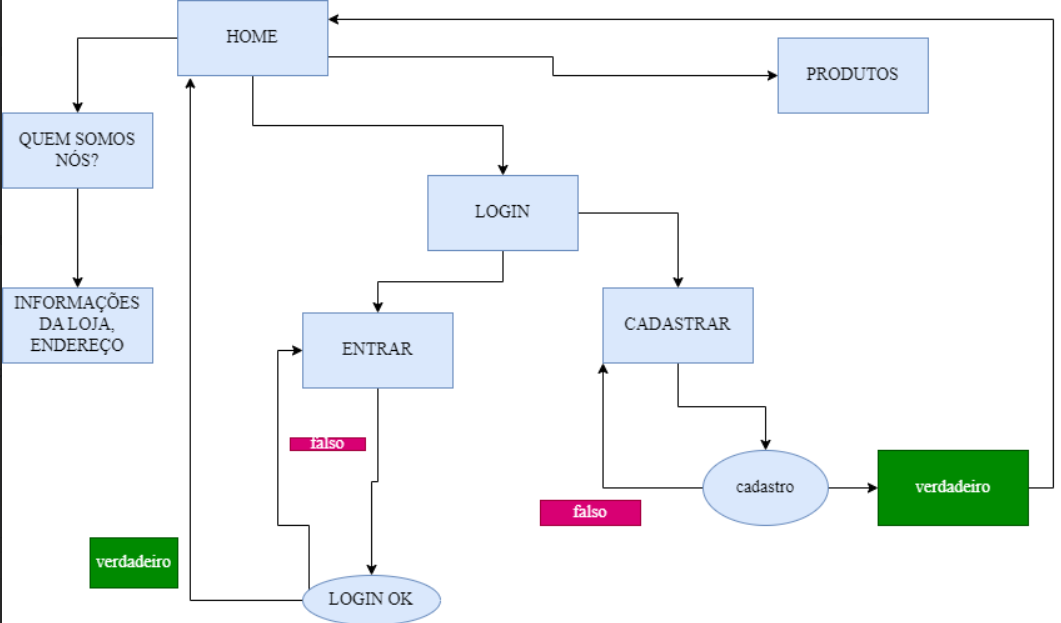 HOME
PRODUTOS
QUEM SOMOS
NÓS?
LOGIN
INFORMAÇÕES
DA LOJA,
ENDEREÇO
ENTRAR
CADASTRAR
falso
cadastro
verdadeiro
falso
verdadeiro
LOGIN OK